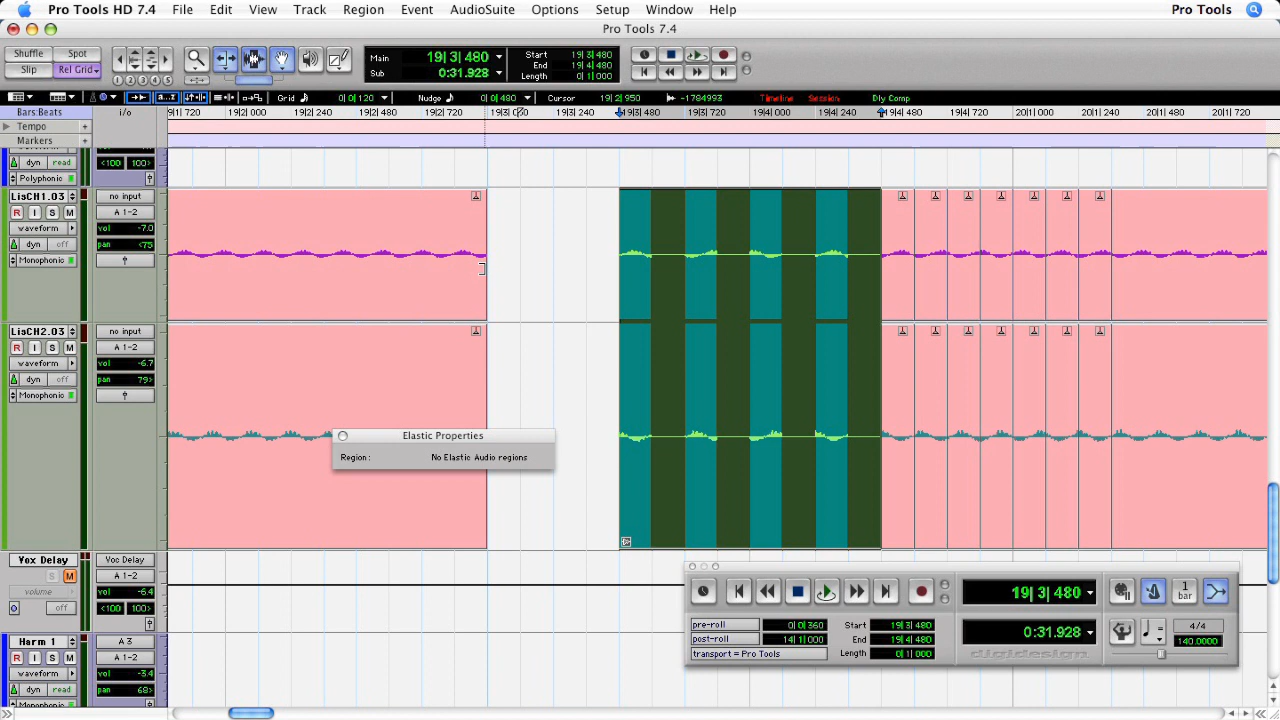 Pro Tools HD 7.4 File Edit View Track Region Event AudioSuite Options Setup Window Help Pro Tools
Pro Tools 7.4
Shuffle Spot
Slip Rel Grid
1 2 3 4 5
Main 19| 3| 480
Sub 0:31.928
Start 19| 3| 480
End 19| 4| 480
Length 0| 1| 000
Grid 0| 0| 120 Nudge 0| 0| 480 Cursor 19| 2| 950 -1784993 Timeline Session Dly Comp
Bars:Beats i/o 19|1| 720 19|2| 000 19|2| 240 19|2| 480 19|2| 720 19|3| 000 19|3| 240 19|3| 480 19|3| 720 19|4| 000 19|4| 240 19|4| 480 20|1| 000 20|1| 240 20|1| 480 20|1| 720
Tempo
Markers
dyn read <100 100>
Polyphonic
LisCH1.03 no input
R I S M A 1-2
waveform vol -7.0
dyn off pan <75
Monophonic
LisCH2.03 no input
R I S M A 1-2
waveform vol -6.7
dyn off pan 79>
Monophonic
Elastic Properties
Region: No Elastic Audio regions
Vox Delay Vox Delay
S M A 1-2
volume vol -6.4
off <100 100>
Harm 1 A 3
R I S M A 1-2
waveform vol -3.4
dyn read pan 68>
Monophonic
19| 3| 480
1 bar
pre-roll 0| 0| 360 Start 19| 3| 480
post-roll 14| 1| 000 End 19| 4| 480
transport = Pro Tools Length 0| 1| 000
0:31.928
digidesign
4/4
140.0000